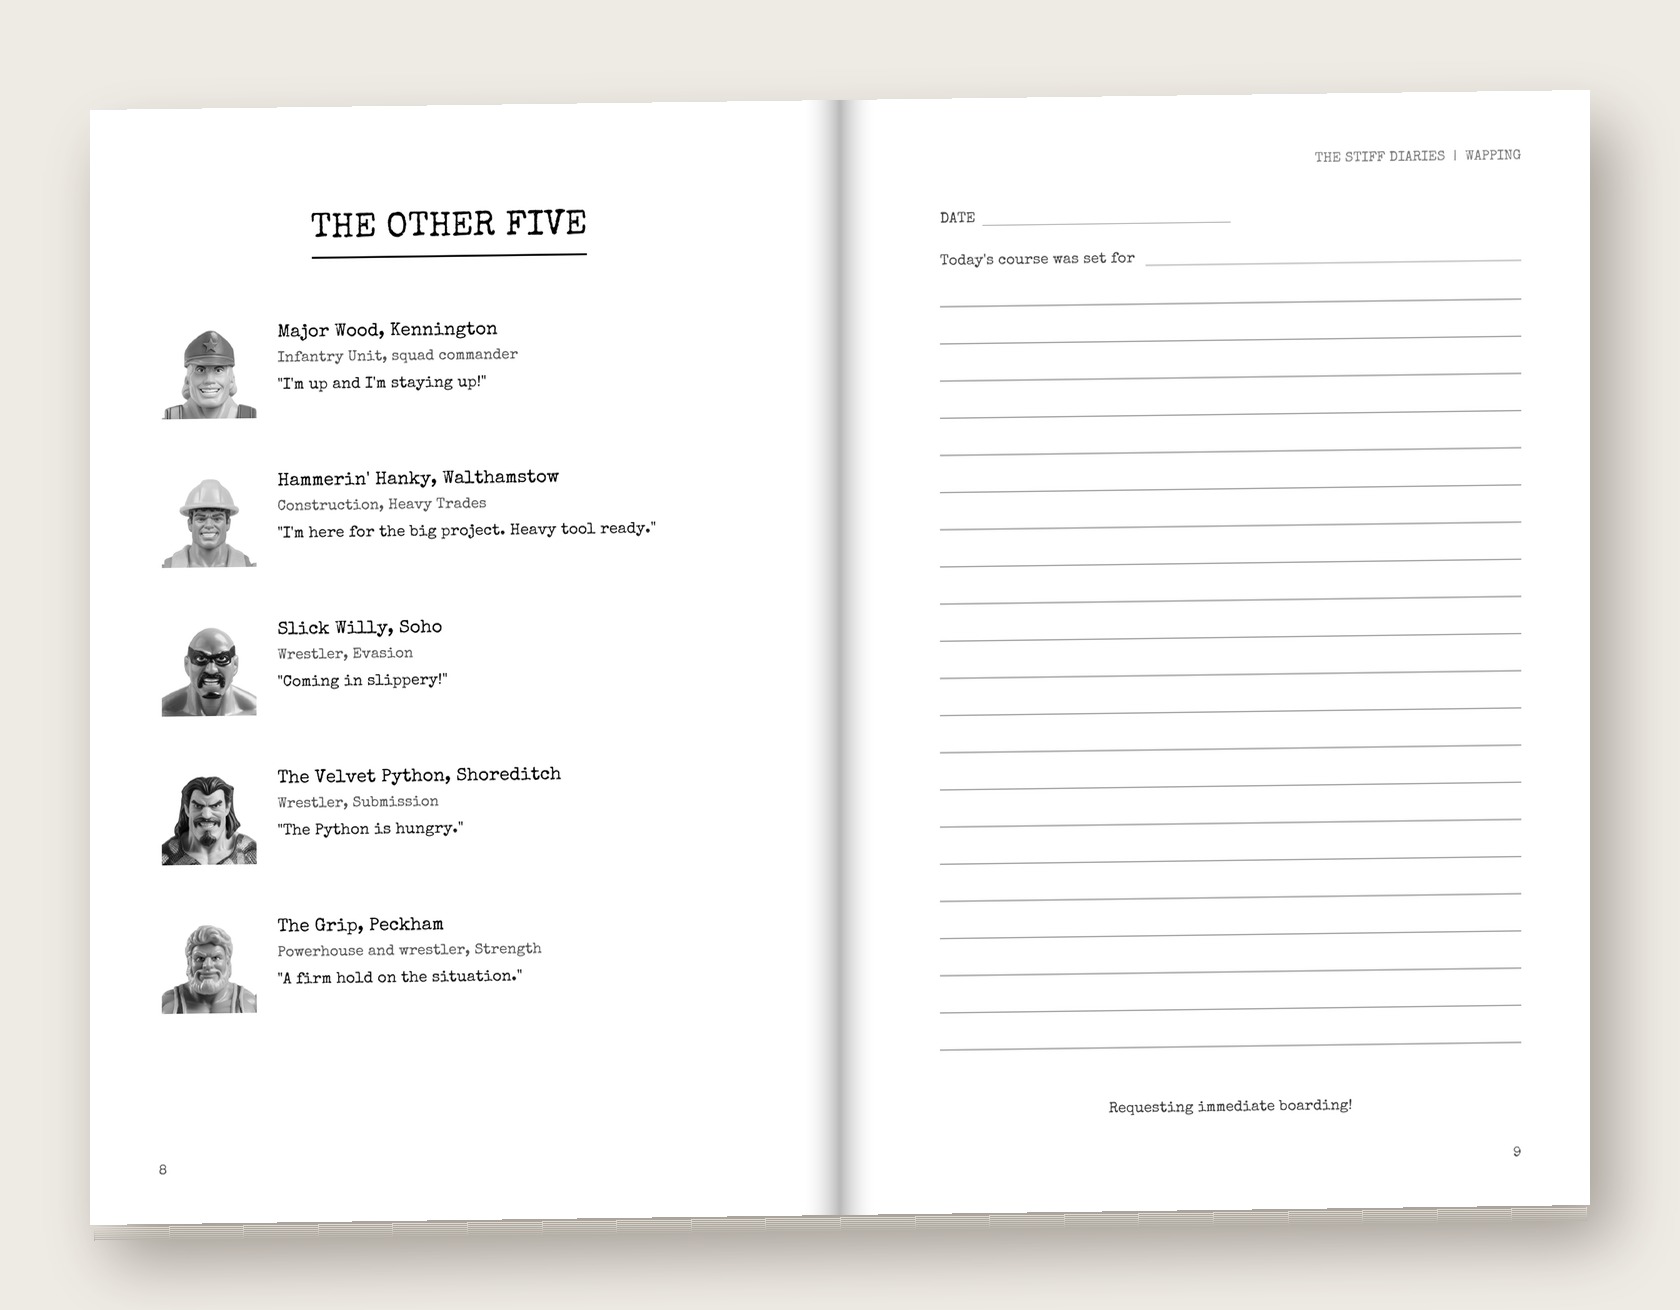 THE OTHER FIVE
Major Wood, Kennington
Infantry Unit, squad commander
"I'm up and I'm staying up!"
Hammerin' Hanky, Walthamstow
Construction, Heavy Trades
"I'm here for the big project. Heavy tool ready."
Slick Willy, Soho
Wrestler, Evasion
"Coming in slippery!"
The Velvet Python, Shoreditch
Wrestler, Submission
"The Python is hungry."
The Grip, Peckham
Powerhouse and wrestler, Strength
"A firm hold on the situation."
8
THE STIFF DIARIES | WAPPING
DATE
Today's course was set for
Requesting immediate boarding!
9